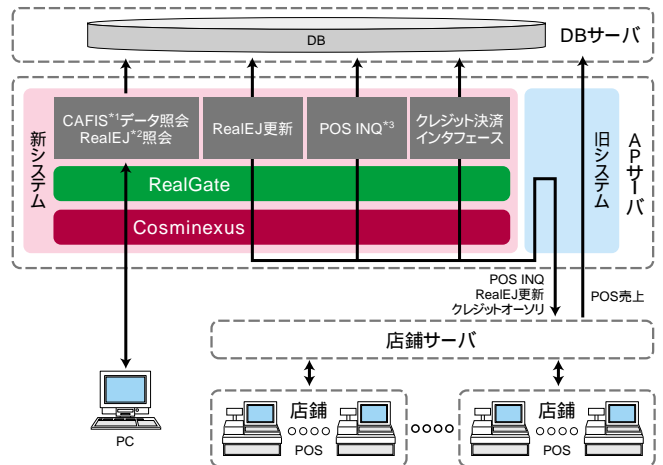 DB
DBサーバ
新システム
CAFIS*1データ照会
RealEJ*2照会
RealEJ更新
POS INQ*3
クレジット決済
インタフェース
旧システム
APサーバ
RealGate
Cosminexus
POS INQ
RealEJ更新
クレジットオーソリ
POS売上
店舗サーバ
PC
店舗
POS
店舗
POS